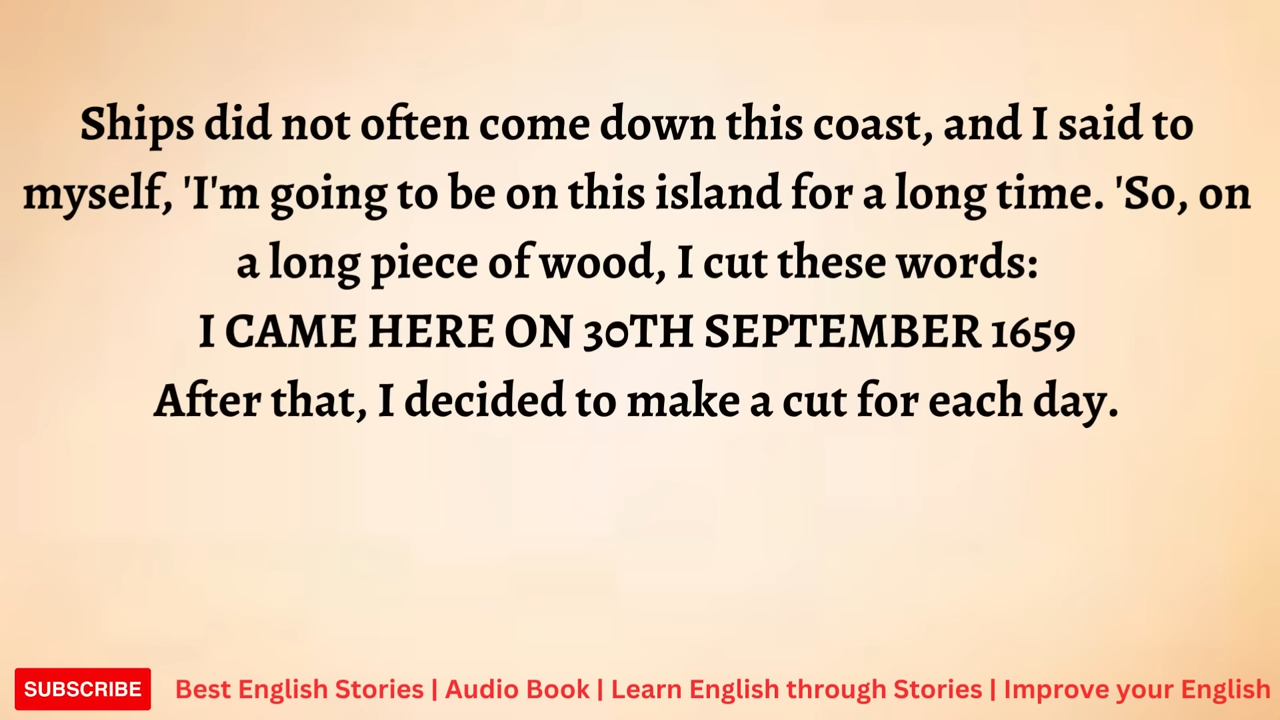 Ships did not often come down this coast, and I said to
myself, 'I'm going to be on this island for a long time. 'So, on
a long piece of wood, I cut these words:
I CAME HERE ON 30TH SEPTEMBER 1659
After that, I decided to make a cut for each day.
SUBSCRIBE
Best English Stories | Audio Book | Learn English through Stories | Improve your English